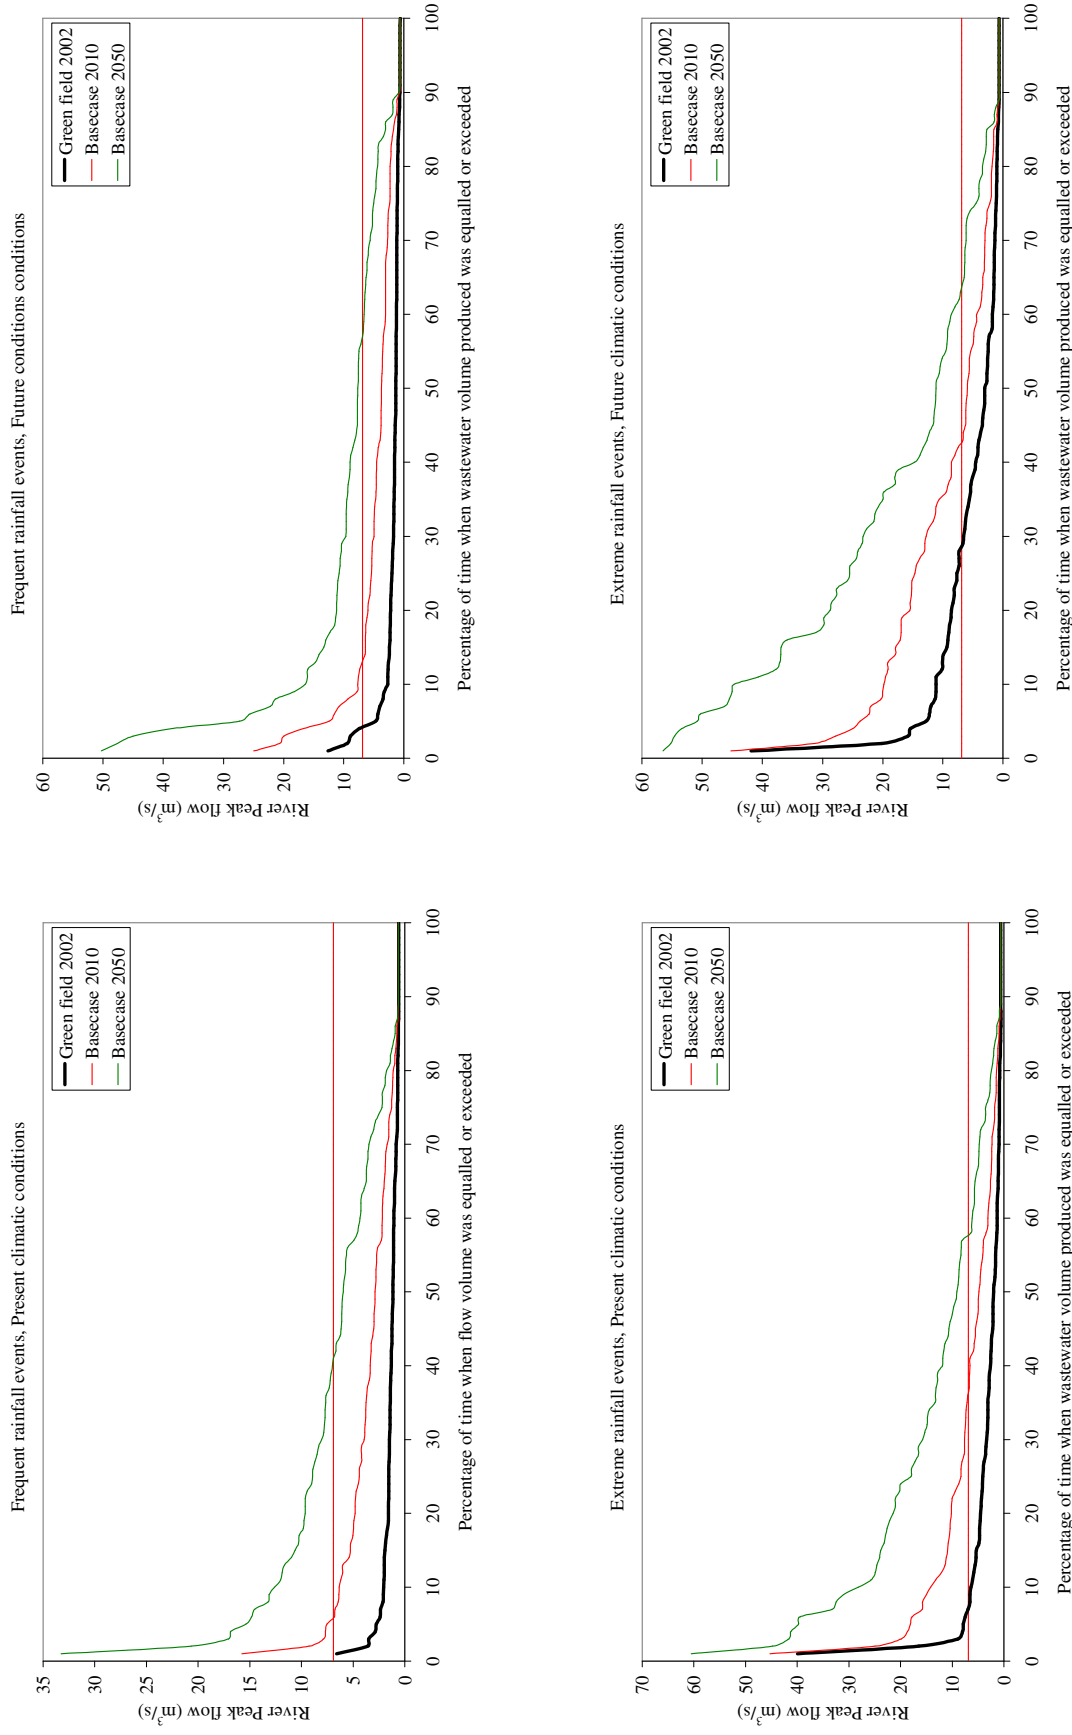 Frequent rainfall events, Present climatic conditions
35
30
25
20
15
10
5
0
River Peak flow (m³/s)
Green field 2002
Basecase 2010
Basecase 2050
0 10 20 30 40 50 60 70 80 90 100
Percentage of time when flow volume was equalled or exceeded
Frequent rainfall events, Future conditions conditions
60
50
40
30
20
10
0
River Peak flow (m³/s)
Green field 2002
Basecase 2010
Basecase 2050
0 10 20 30 40 50 60 70 80 90 100
Percentage of time when wastewater volume produced was equalled or exceeded
Extreme rainfall events, Present climatic conditions
70
60
50
40
30
20
10
0
River Peak flow (m³/s)
Green field 2002
Basecase 2010
Basecase 2050
0 10 20 30 40 50 60 70 80 90 100
Percentage of time when wastewater volume produced was equalled or exceeded
Extreme rainfall events, Future climatic conditions
60
50
40
30
20
10
0
River Peak flow (m³/s)
Green field 2002
Basecase 2010
Basecase 2050
0 10 20 30 40 50 60 70 80 90 100
Percentage of time when wastewater volume produced was equalled or exceeded